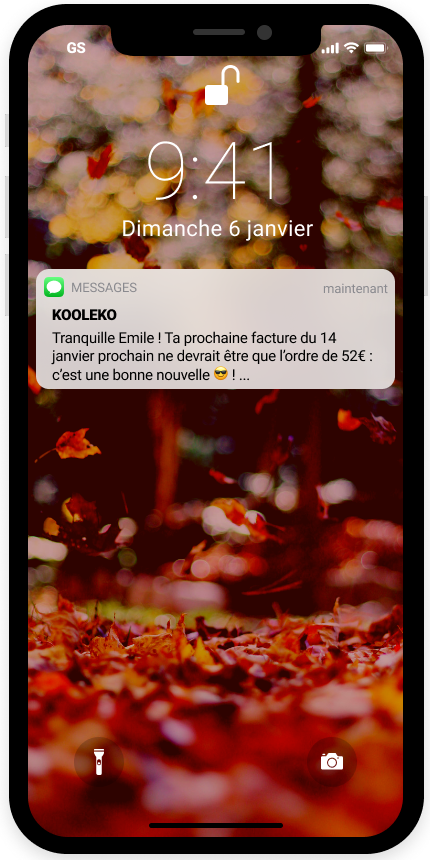 GS
9:41
Dimanche 6 janvier
MESSAGES maintenant
KOOLEKO
Tranquille Emile ! Ta prochaine facture du 14
janvier prochain ne devrait être que l’ordre de 52€ :
c’est une bonne nouvelle 😎 ! ...